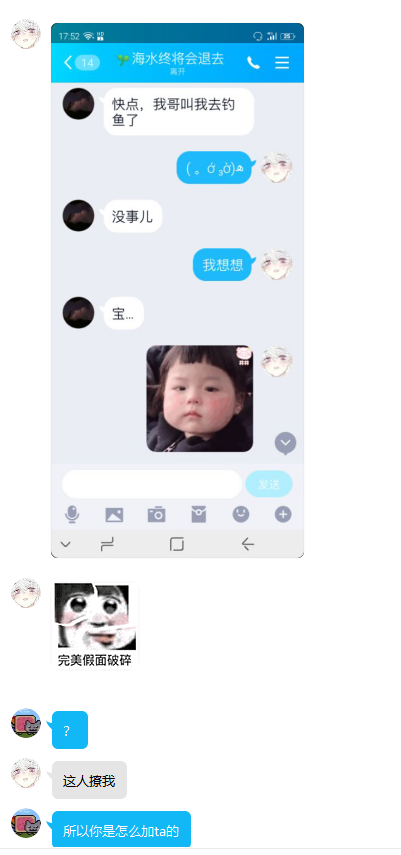 17:52
35
14
🌱海水终将会退去
离开
快点，我哥叫我去钓
鱼了
没事儿
我想想
宝...
发送
完美假面破碎
?
这人撩我
所以你是怎么加ta的